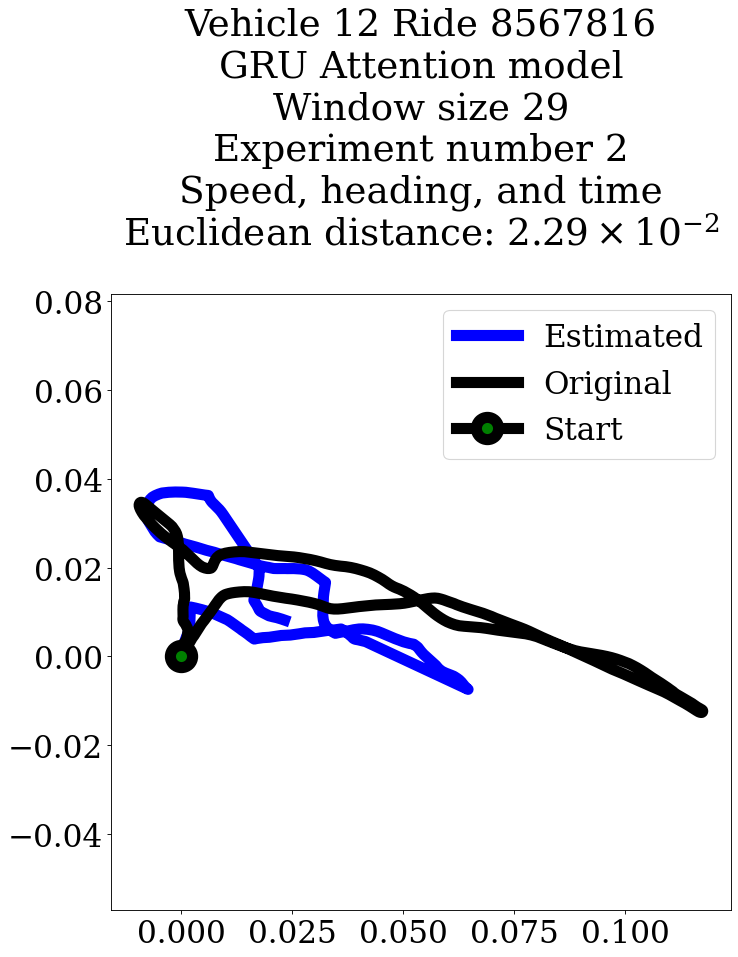 Vehicle 12 Ride 8567816
GRU Attention model
Window size 29
Experiment number 2
Speed, heading, and time
Euclidean distance: 2.29 × 10⁻²
Estimated
Original
Start
0.08
0.06
0.04
0.02
0.00
−0.02
−0.04
0.000 0.025 0.050 0.075 0.100